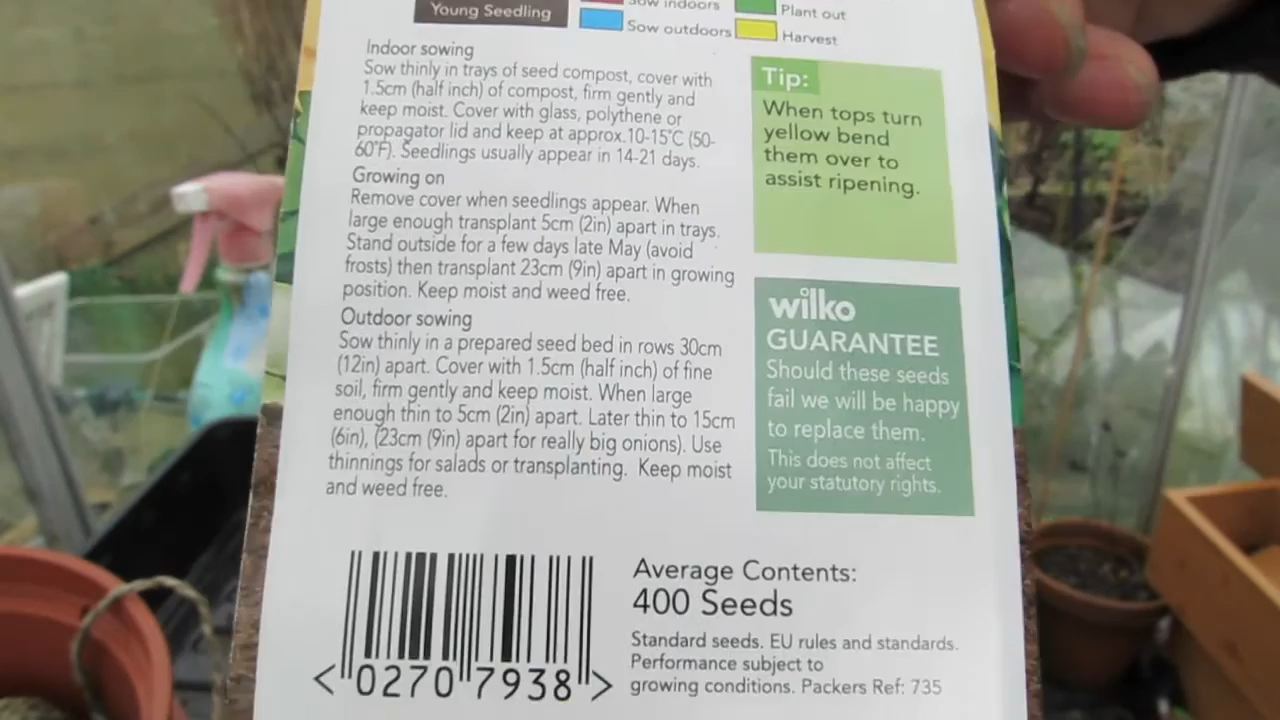 Young Seedling
Sow indoors
Plant out
Sow outdoors
Harvest
Indoor sowing
Sow thinly in trays of seed compost, cover with
1.5cm (half inch) of compost, firm gently and
keep moist. Cover with glass, polythene or
propagator lid and keep at approx.10-15°C (50-
60°F). Seedlings usually appear in 14-21 days.
Growing on
Remove cover when seedlings appear. When
large enough transplant 5cm (2in) apart in trays.
Stand outside for a few days late May (avoid
frosts) then transplant 23cm (9in) apart in growing
position. Keep moist and weed free.
Outdoor sowing
Sow thinly in a prepared seed bed in rows 30cm
(12in) apart. Cover with 1.5cm (half inch) of fine
soil, firm gently and keep moist. When large
enough thin to 5cm (2in) apart. Later thin to 15cm
(6in), (23cm (9in) apart for really big onions). Use
thinnings for salads or transplanting. Keep moist
and weed free.
Tip:
When tops turn
yellow bend
them over to
assist ripening.
wilko
GUARANTEE
Should these seeds
fail we will be happy
to replace them.
This does not affect
your statutory rights.
<0270 7938>
Average Contents:
400 Seeds
Standard seeds. EU rules and standards.
Performance subject to
growing conditions. Packers Ref: 735